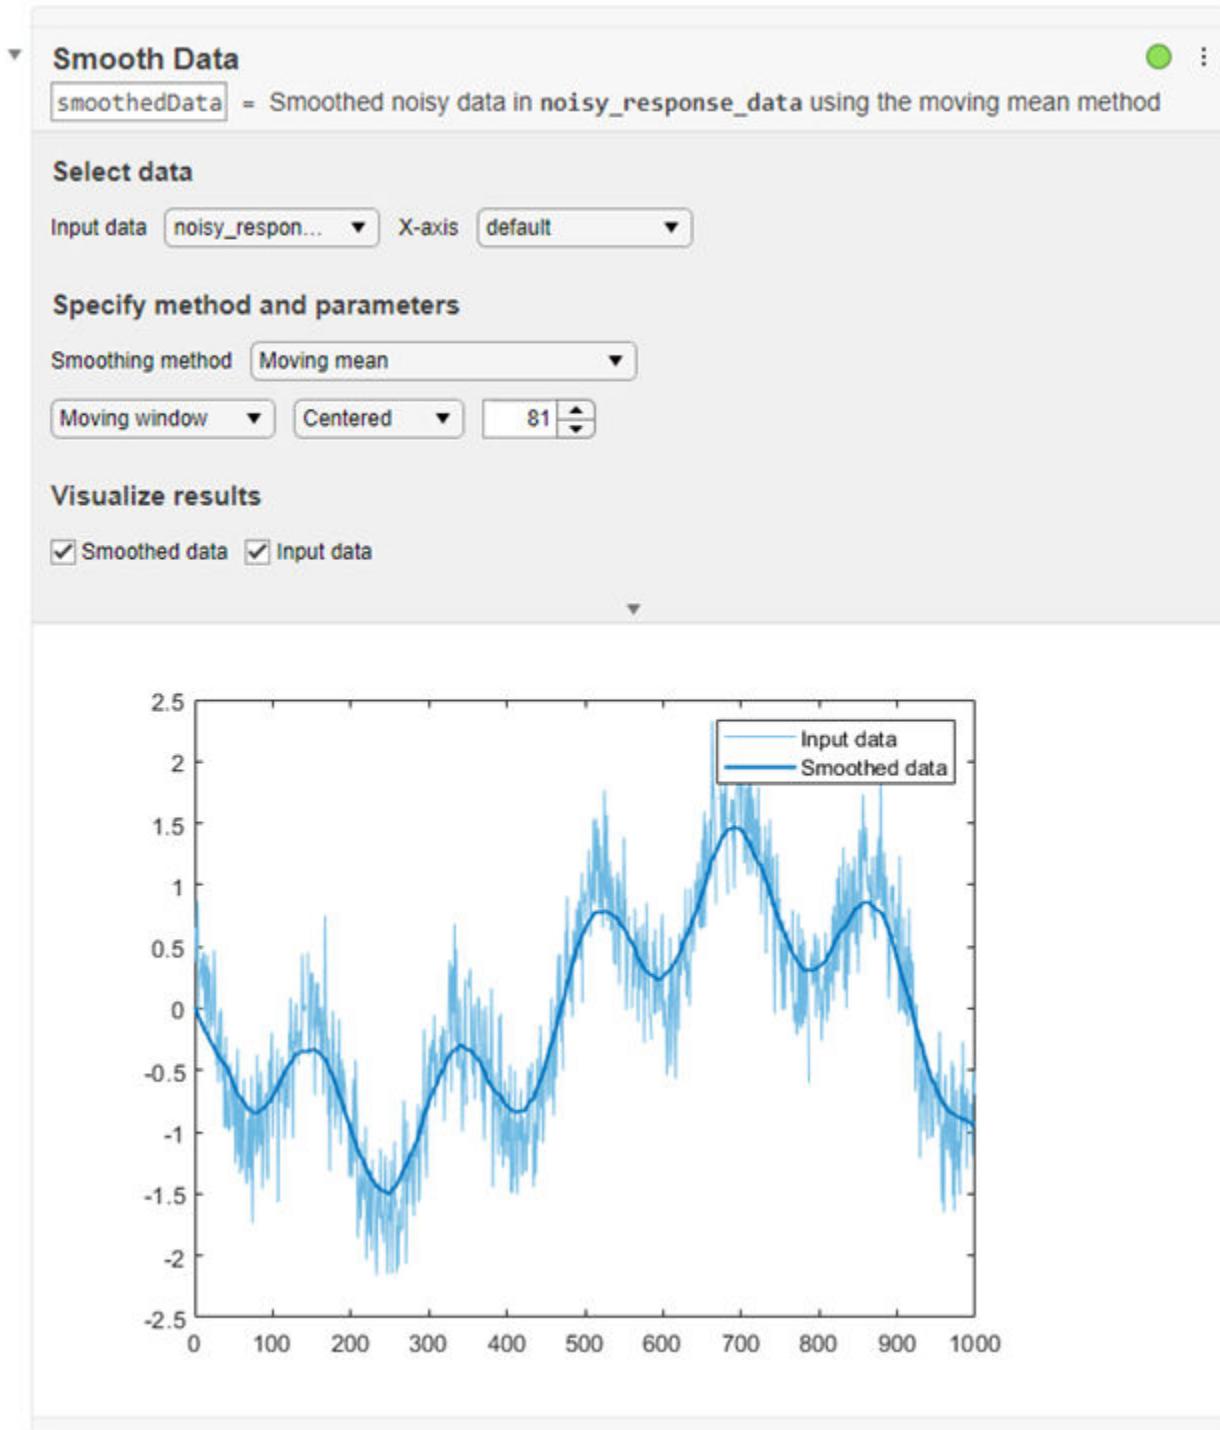 Smooth Data
smoothedData = Smoothed noisy data in noisy_response_data using the moving mean method
Select data
Input data noisy_respon... X-axis default
Specify method and parameters
Smoothing method Moving mean
Moving window Centered 81
Visualize results
Smoothed data Input data
2.5
2
1.5
1
0.5
0
-0.5
-1
-1.5
-2
-2.5
Input data
Smoothed data
0 100 200 300 400 500 600 700 800 900 1000